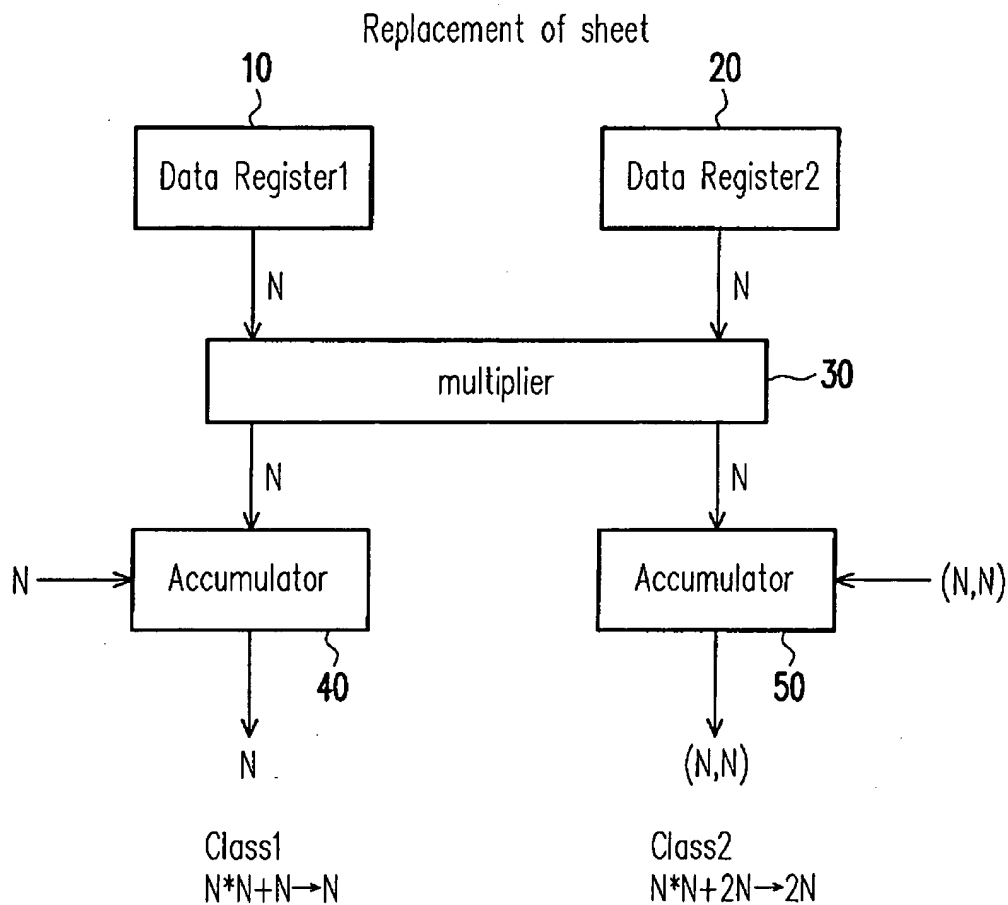 Replacement of sheet
10
20
Data Register1
Data Register2
N
N
multiplier
30
N
N
N
Accumulator
Accumulator
(N,N)
40
50
N
(N,N)
Class1
N*N+N→N
Class2
N*N+2N→2N